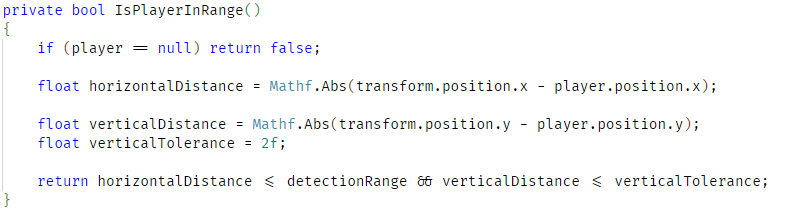 private bool IsPlayerInRange()
{
if (player == null) return false;
float horizontalDistance = Mathf.Abs(transform.position.x - player.position.x);
float verticalDistance = Mathf.Abs(transform.position.y - player.position.y);
float verticalTolerance = 2f;
return horizontalDistance <= detectionRange && verticalDistance <= verticalTolerance;
}